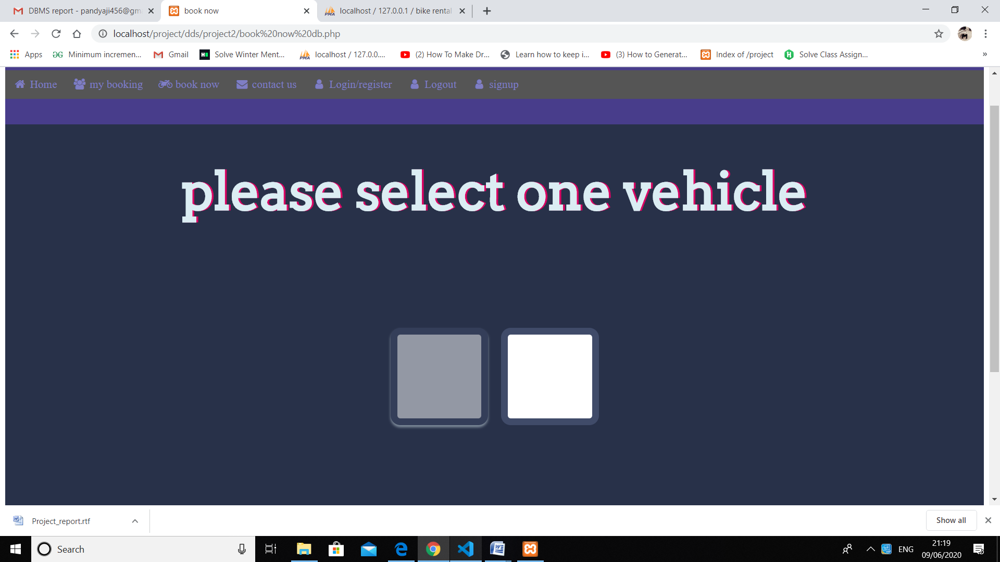 DBMS report - pandyaji456@gm
book now
localhost / 127.0.0.1 / bike rental
localhost/project/dds/project2/book%20now%20db.php
Apps
Minimum incremen...
Gmail
Solve Winter Ment...
localhost / 127.0.0....
(2) How To Make Dr...
Learn how to keep i...
(3) How to Generat...
Index of /project
Solve Class Assign...
»
Home
my booking
book now
contact us
Login/register
Logout
signup
please select one vehicle
Project_report.rtf
Show all
Search
ENG
21:19
09/06/2020